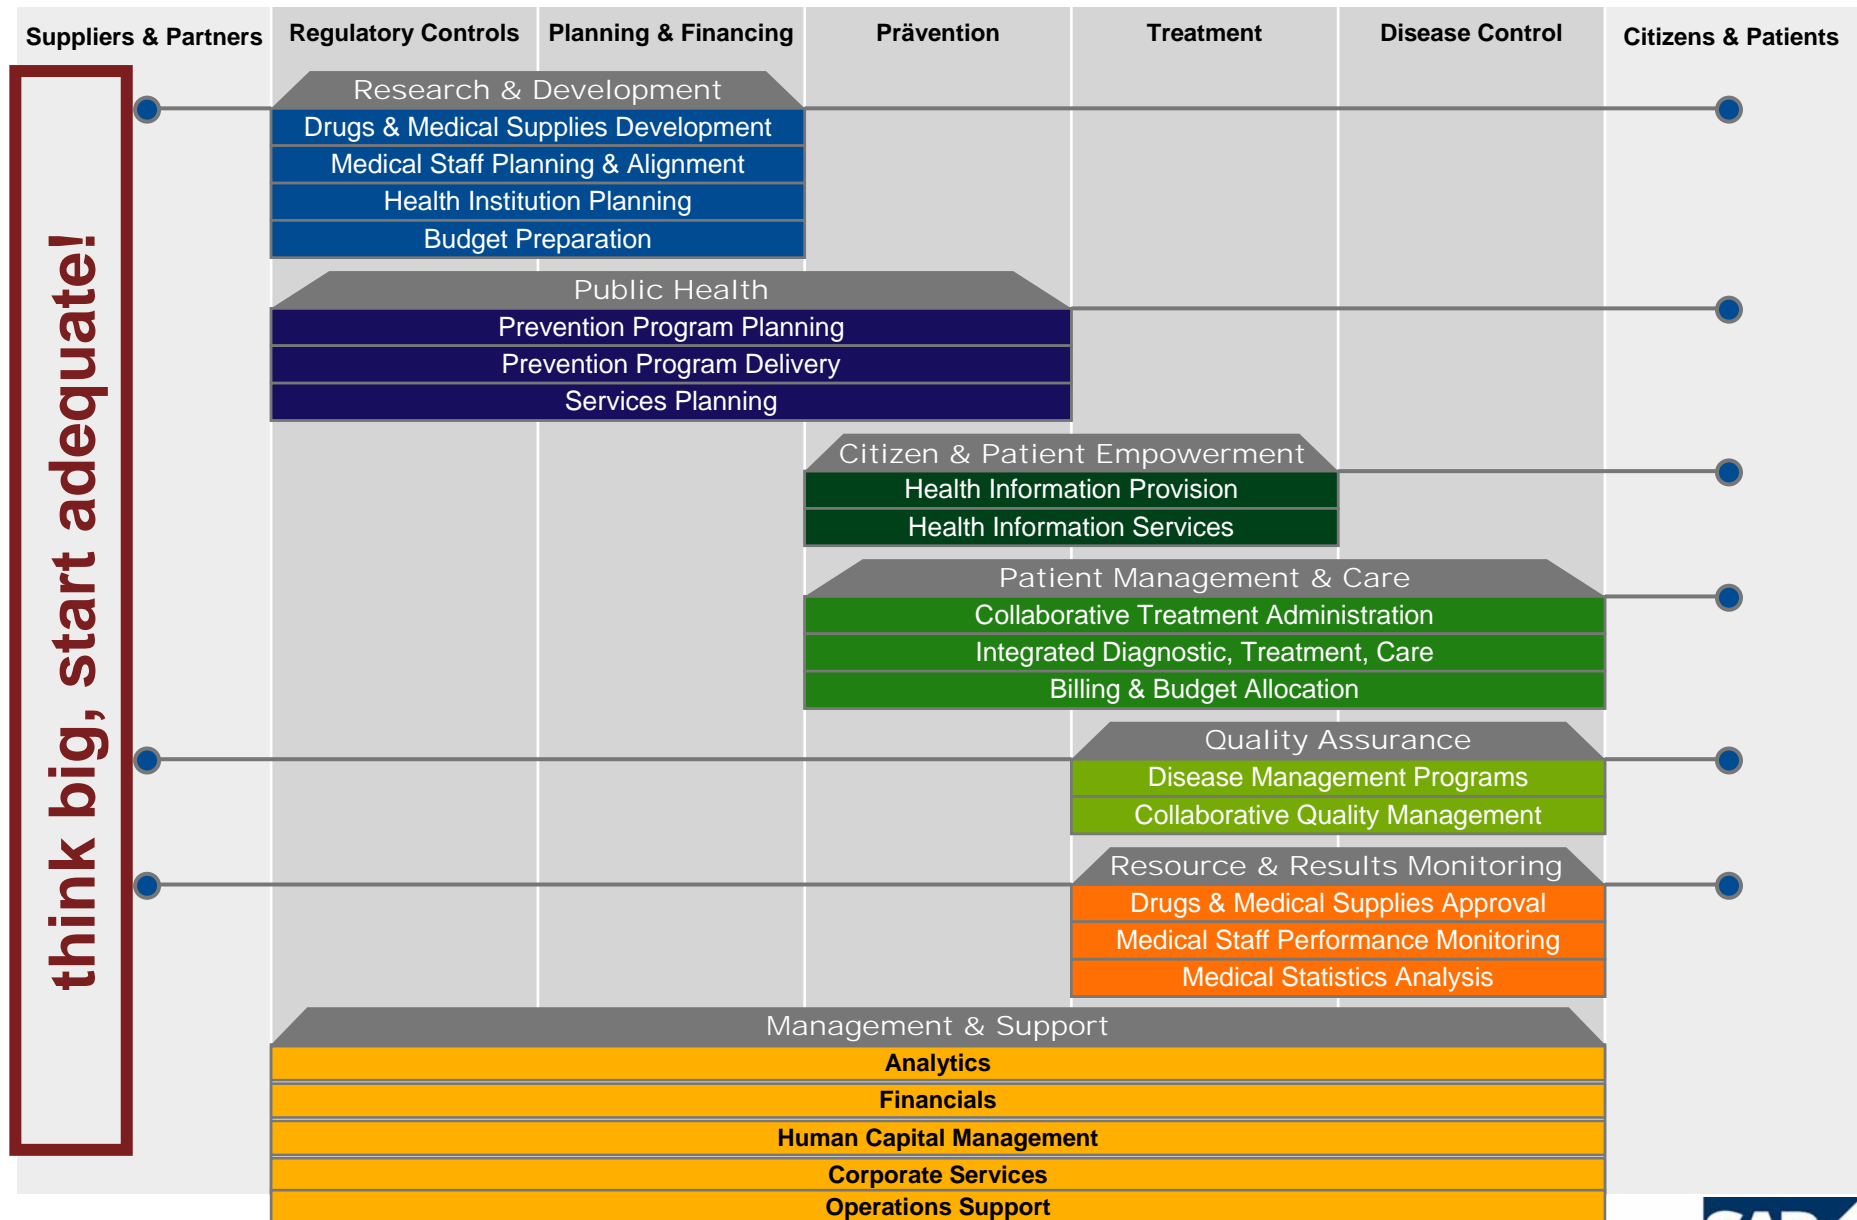 Suppliers & Partners
Regulatory Controls
Planning & Financing
Prävention
Treatment
Disease Control
Citizens & Patients
think big, start adequate!
Research & Development
Drugs & Medical Supplies Development
Medical Staff Planning & Alignment
Health Institution Planning
Budget Preparation
Public Health
Prevention Program Planning
Prevention Program Delivery
Services Planning
Citizen & Patient Empowerment
Health Information Provision
Health Information Services
Patient Management & Care
Collaborative Treatment Administration
Integrated Diagnostic, Treatment, Care
Billing & Budget Allocation
Quality Assurance
Disease Management Programs
Collaborative Quality Management
Resource & Results Monitoring
Drugs & Medical Supplies Approval
Medical Staff Performance Monitoring
Medical Statistics Analysis
Management & Support
Analytics
Financials
Human Capital Management
Corporate Services
Operations Support
SAP